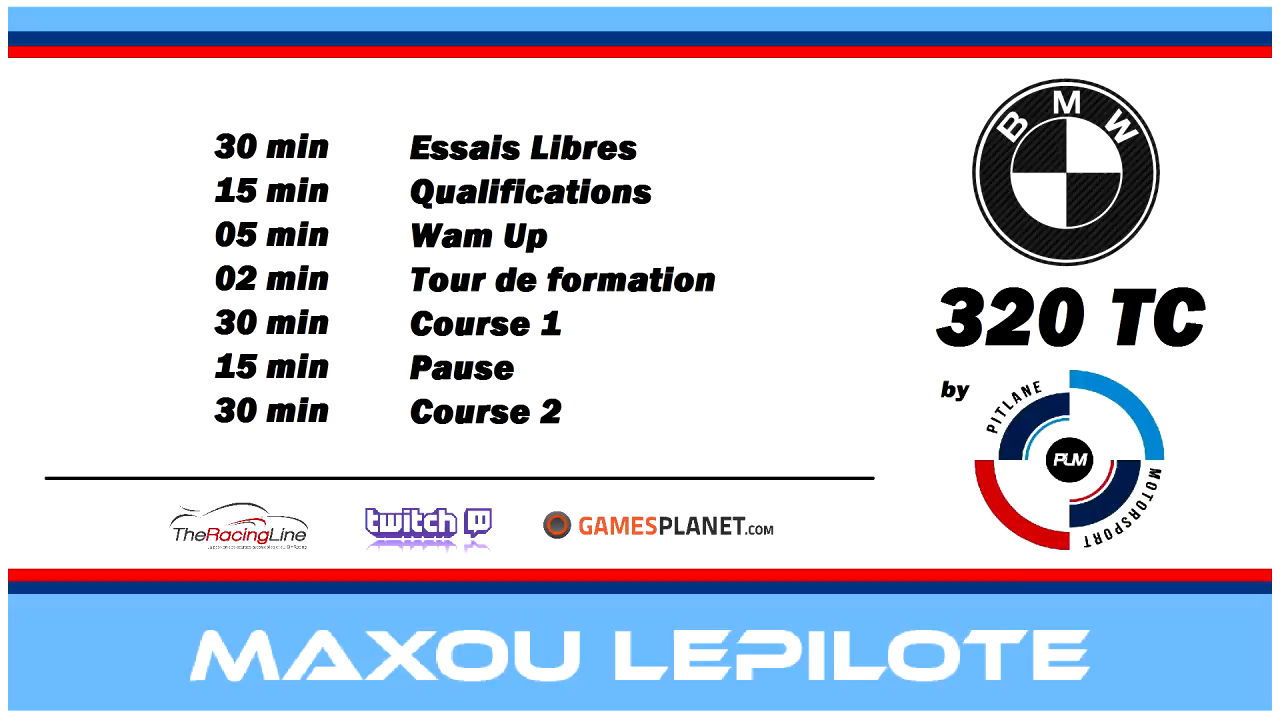 30 min Essais Libres
15 min Qualifications
05 min Wam Up
02 min Tour de formation
30 min Course 1
15 min Pause
30 min Course 2
BMW
320 TC
by
PITLANE
PLM
MOTORSPORT
TheRacingLine
twitch
GAMESPLANET.COM
MAXOU LEPILOTE